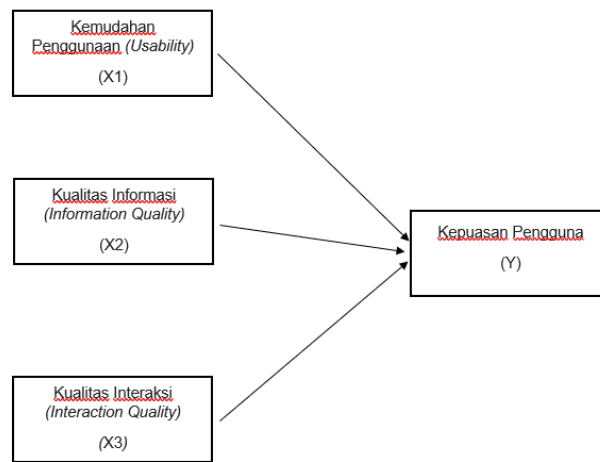 Kemudahan
Penggunaan (Usability)
(X1)
Kualitas Informasi
(Information Quality)
(X2)
Kepuasan Pengguna
(Y)
Kualitas Interaksi
(Interaction Quality)
(X3)